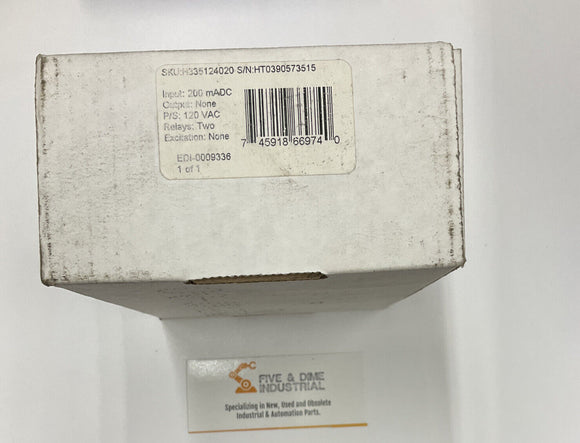 SKU:H335124020 S/N:HT0390573515
Input: 200 mADC
Output: None
P/S: 120 VAC
Relays: Two
Excitation: None
7 45918 66974 0
EDI-0009336
1 of 1
FIVE & DIME
INDUSTRIAL
Specializing in New, Used and Obsolete
Industrial & Automation Parts.